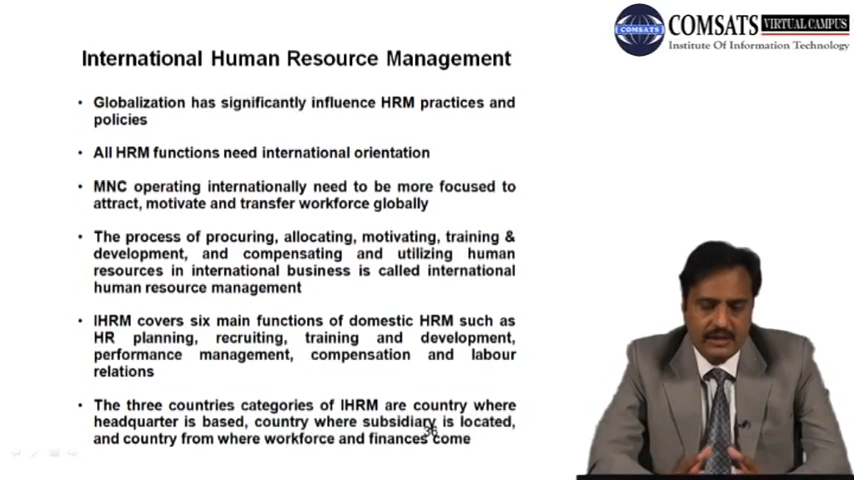 COMSATS VIRTUAL CAMPUS
Institute Of Information Technology
COMSATS
International Human Resource Management
• Globalization has significantly influence HRM practices and
policies
• All HRM functions need international orientation
• MNC operating internationally need to be more focused to
attract, motivate and transfer workforce globally
• The process of procuring, allocating, motivating, training &
development, and compensating and utilizing human
resources in international business is called international
human resource management
• IHRM covers six main functions of domestic HRM such as
HR planning, recruiting, training and development,
performance management, compensation and labour
relations
• The three countries categories of IHRM are country where
headquarter is based, country where subsidiary is located,
and country from where workforce and finances come
36